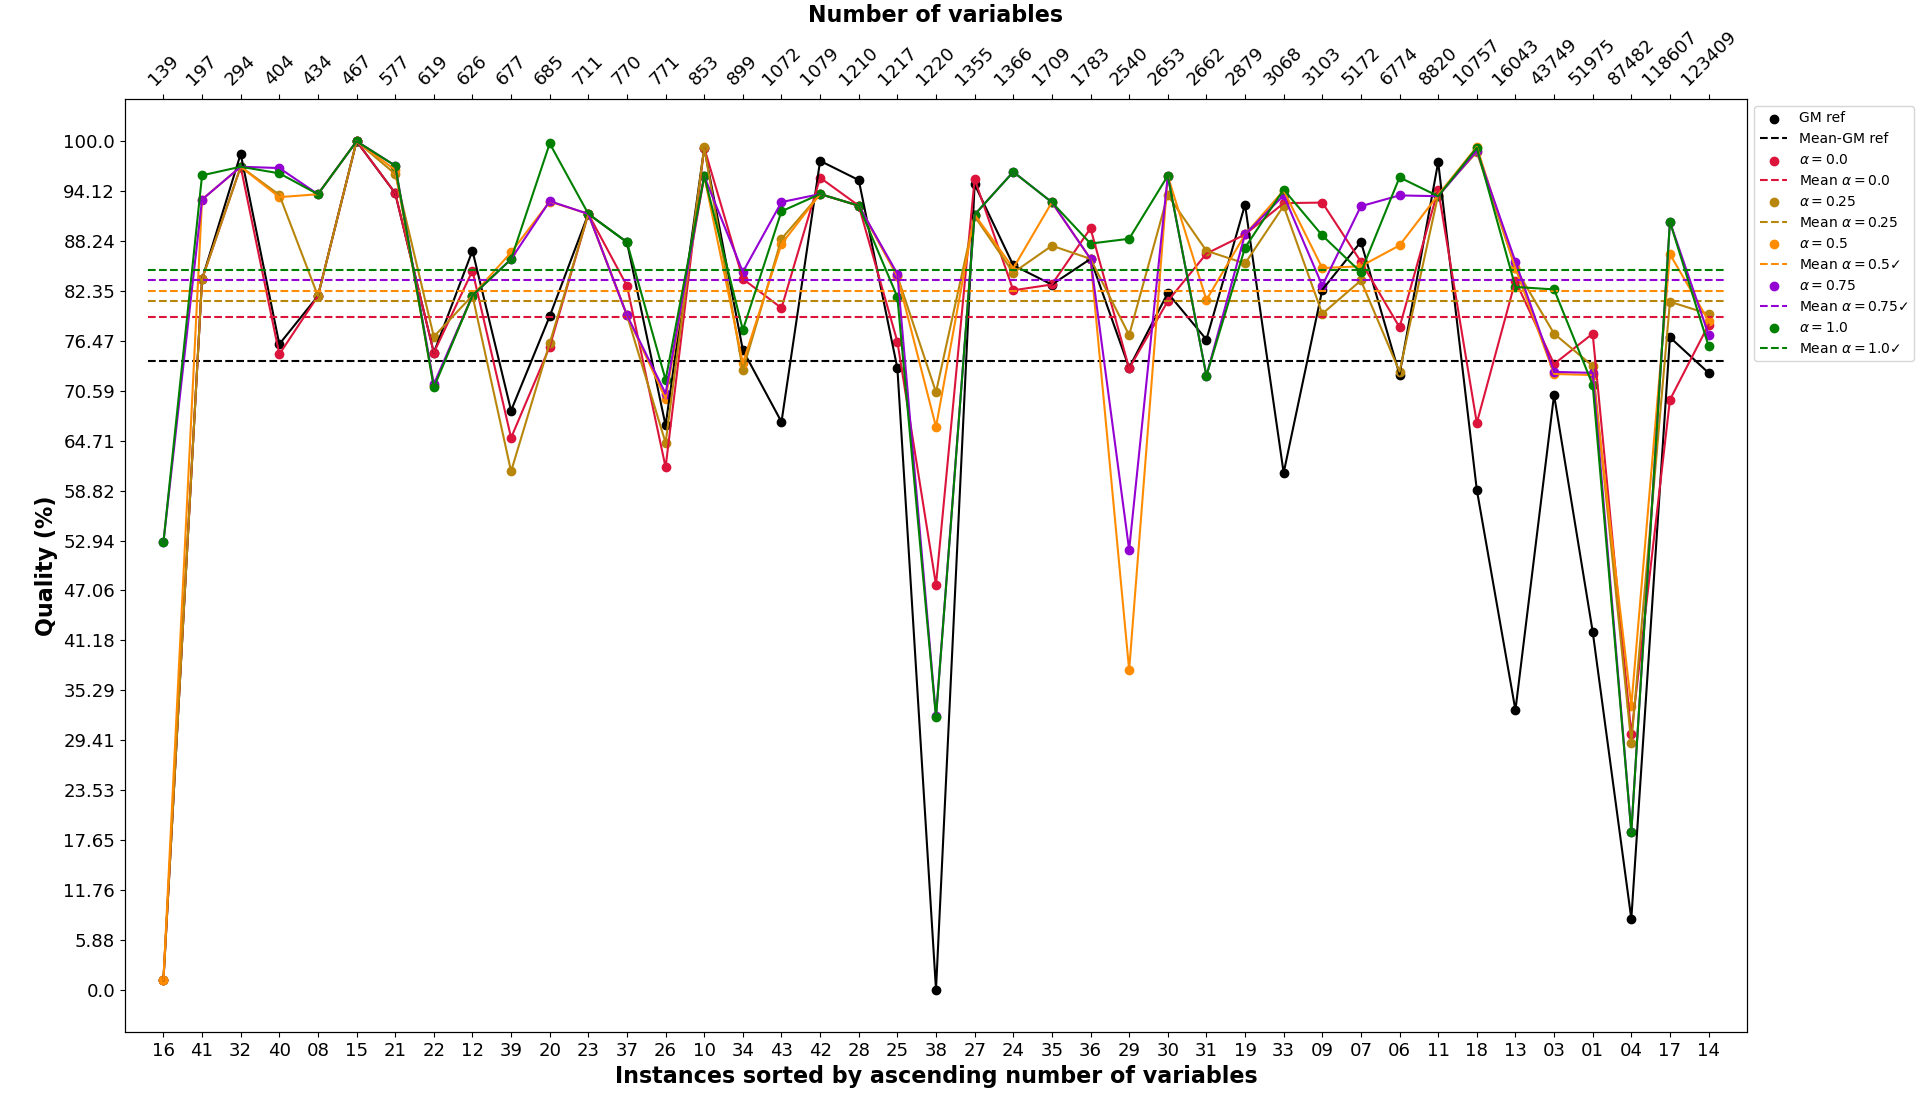 Number of variables
139 197 294 404 434 467 577 619 626 677 685 711 770 771 853 899 1072 1079 1210 1217 1220 1355 1366 1709 1783 2540 2653 2662 2879 3068 3103 5172 6774 8820 10757 16043 43749 51975 87482 118607 123409
100.0
94.12
88.24
82.35
76.47
70.59
64.71
58.82
52.94
47.06
41.18
35.29
29.41
23.53
17.65
11.76
5.88
0.0
Quality (%)
16 41 32 40 08 15 21 22 12 39 20 23 37 26 10 34 43 42 28 25 38 27 24 35 36 29 30 31 19 33 09 07 06 11 18 13 03 01 04 17 14
Instances sorted by ascending number of variables
GM ref
Mean-GM ref
α = 0.0
Mean α = 0.0
α = 0.25
Mean α = 0.25
α = 0.5
Mean α = 0.5✓
α = 0.75
Mean α = 0.75✓
α = 1.0
Mean α = 1.0✓